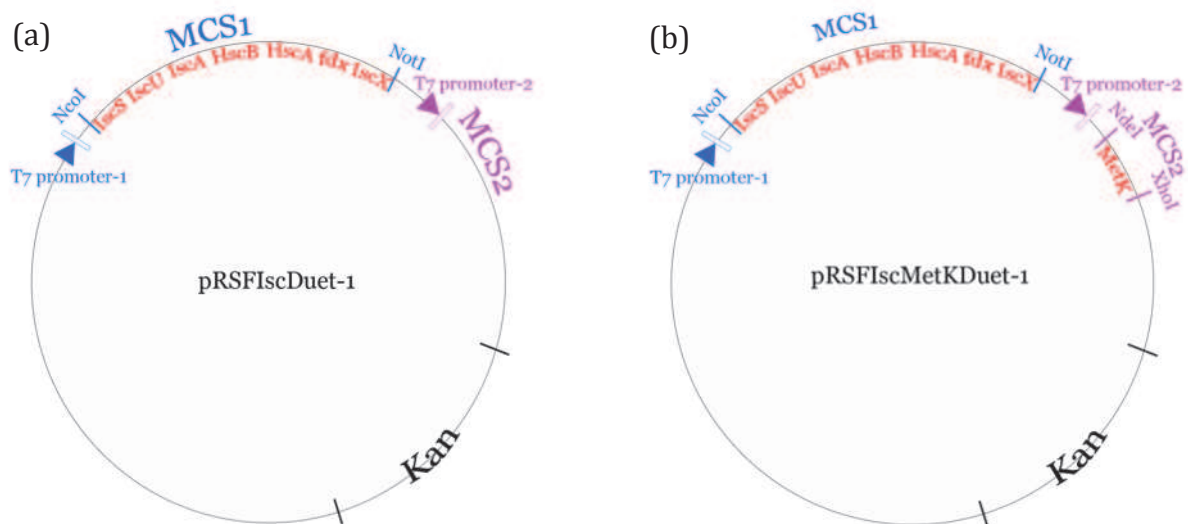 (a)
MCS1
NcoI
IscS IscU IscA HscB HscA fdx IscX
NotI
T7 promoter-2
MCS2
T7 promoter-1
pRSFIscDuet-1
Kan
(b)
MCS1
NcoI
IscS IscU IscA HscB HscA fdx IscX
NotI
T7 promoter-2
NdeI
MCS2
MetK
XhoI
T7 promoter-1
pRSFIscMetKDuet-1
Kan